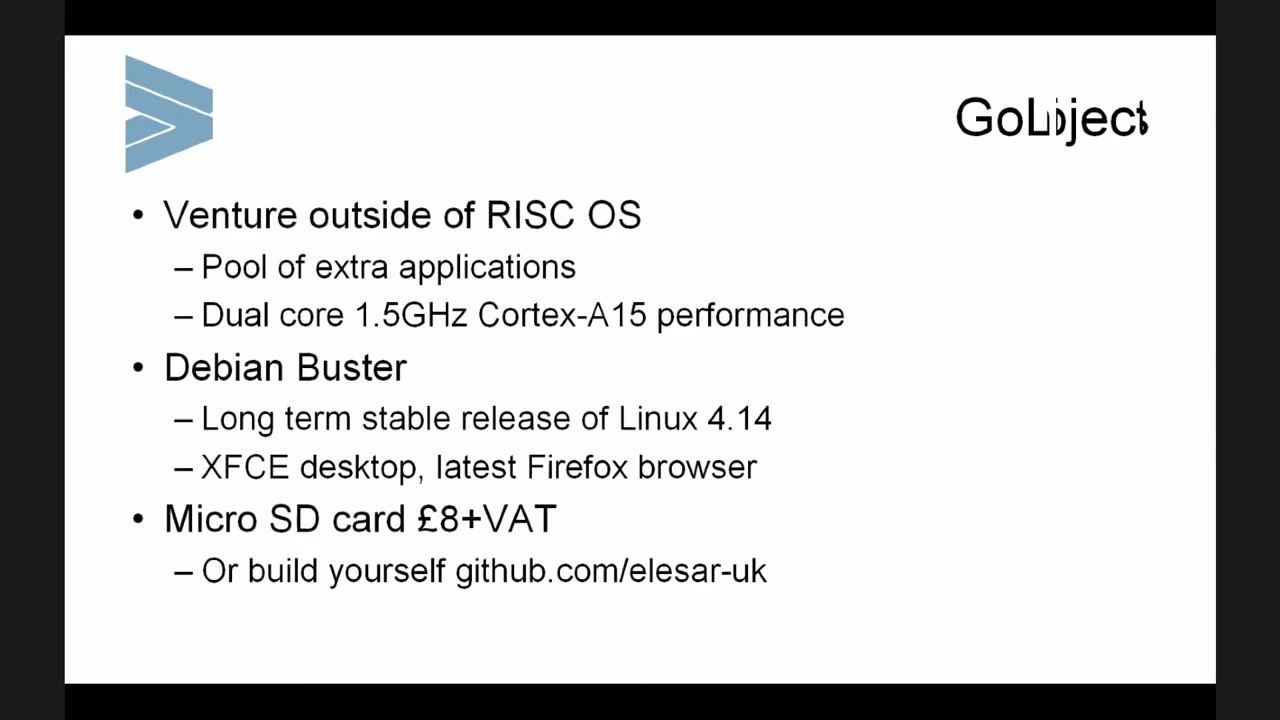 • Venture outside of RISC OS
– Pool of extra applications
– Dual core 1.5GHz Cortex-A15 performance
• Debian Buster
– Long term stable release of Linux 4.14
– XFCE desktop, latest Firefox browser
• Micro SD card £8+VAT
– Or build yourself github.com/elesar-uk